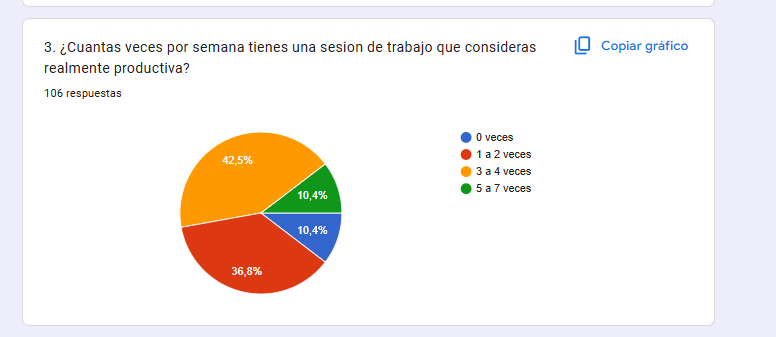 3. ¿Cuantas veces por semana tienes una sesion de trabajo que consideras
realmente productiva?
Copiar gráfico
106 respuestas
0 veces
1 a 2 veces
3 a 4 veces
5 a 7 veces
42,5%
10,4%
10,4%
36,8%